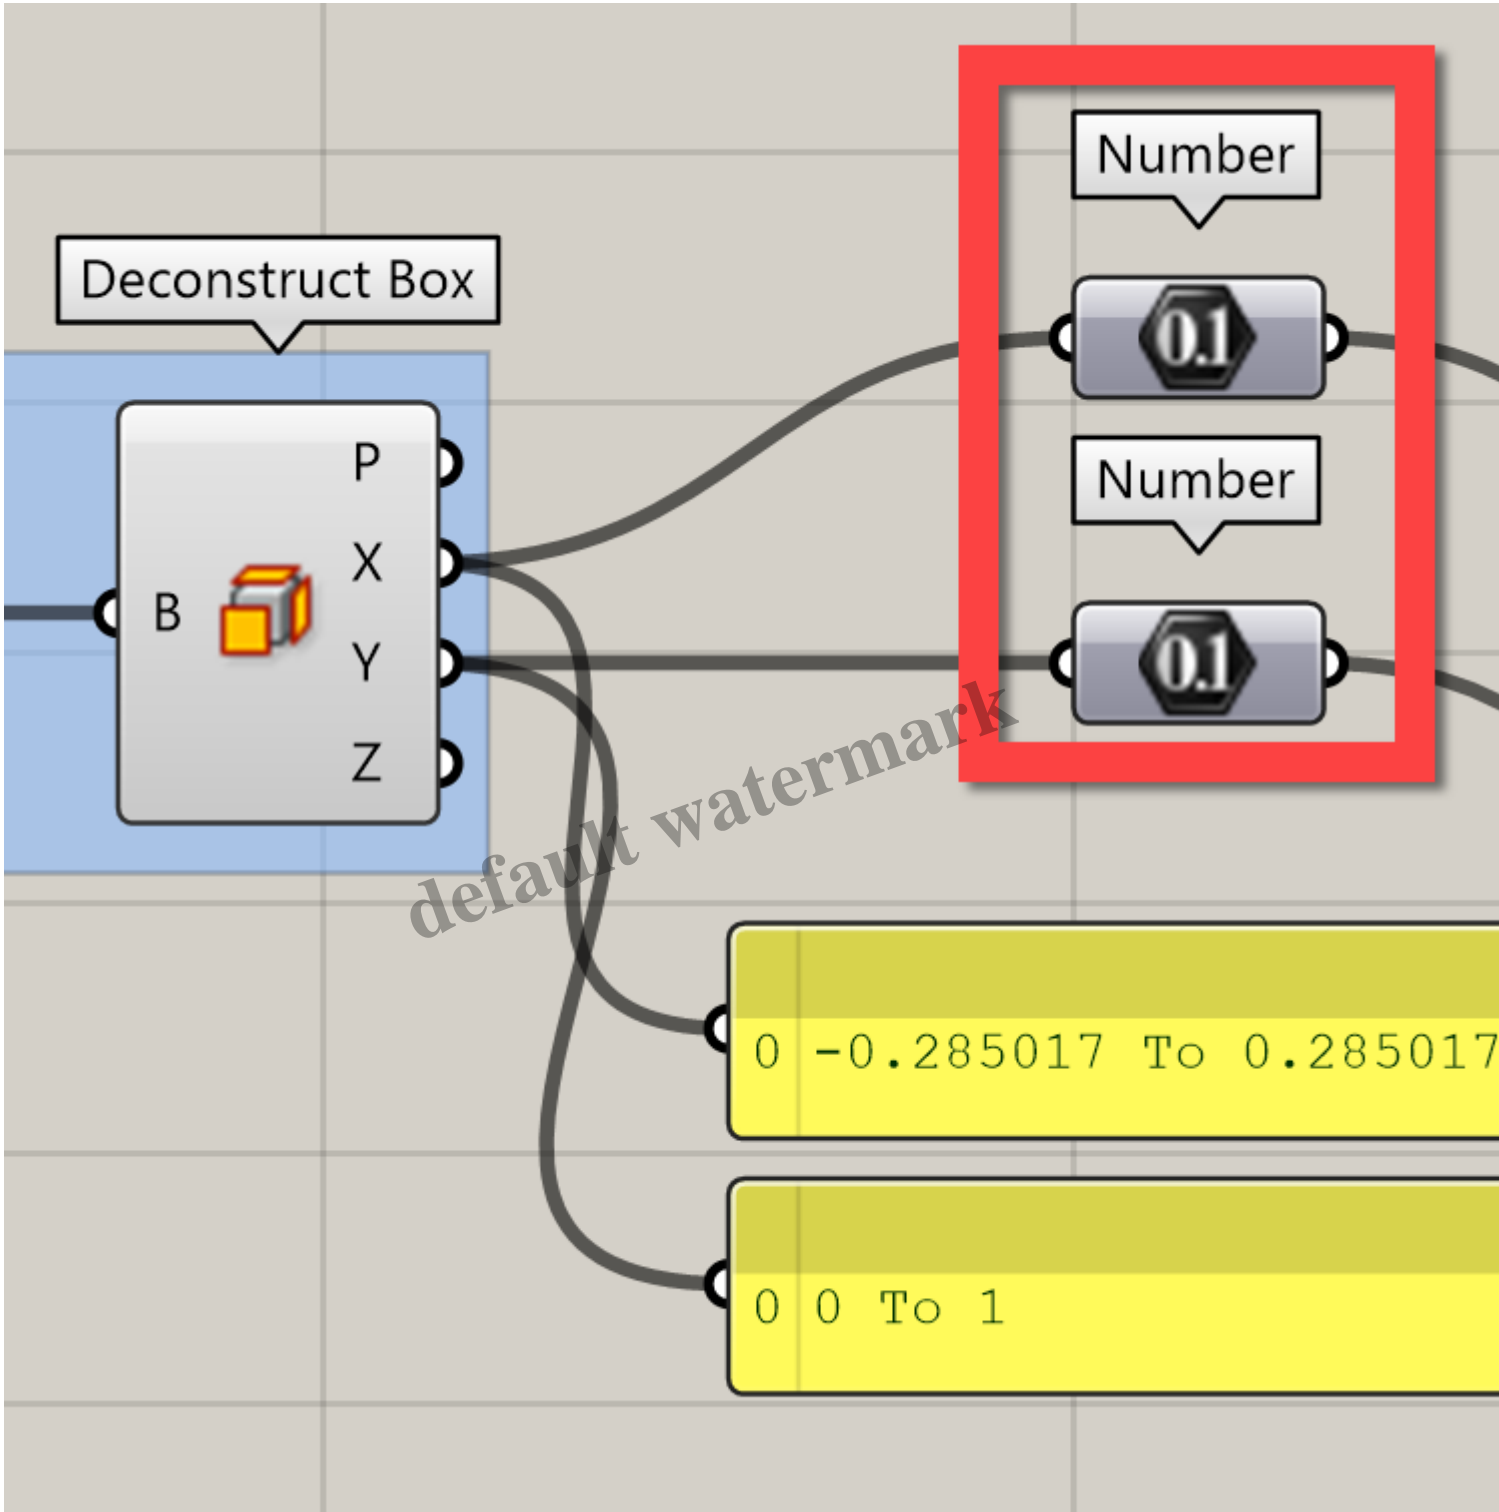 Number
Deconstruct Box
0.1
P
Number
X
B
Y
0.1
Z
default watermark
0 -0.285017 To 0.285017
0 0 To 1